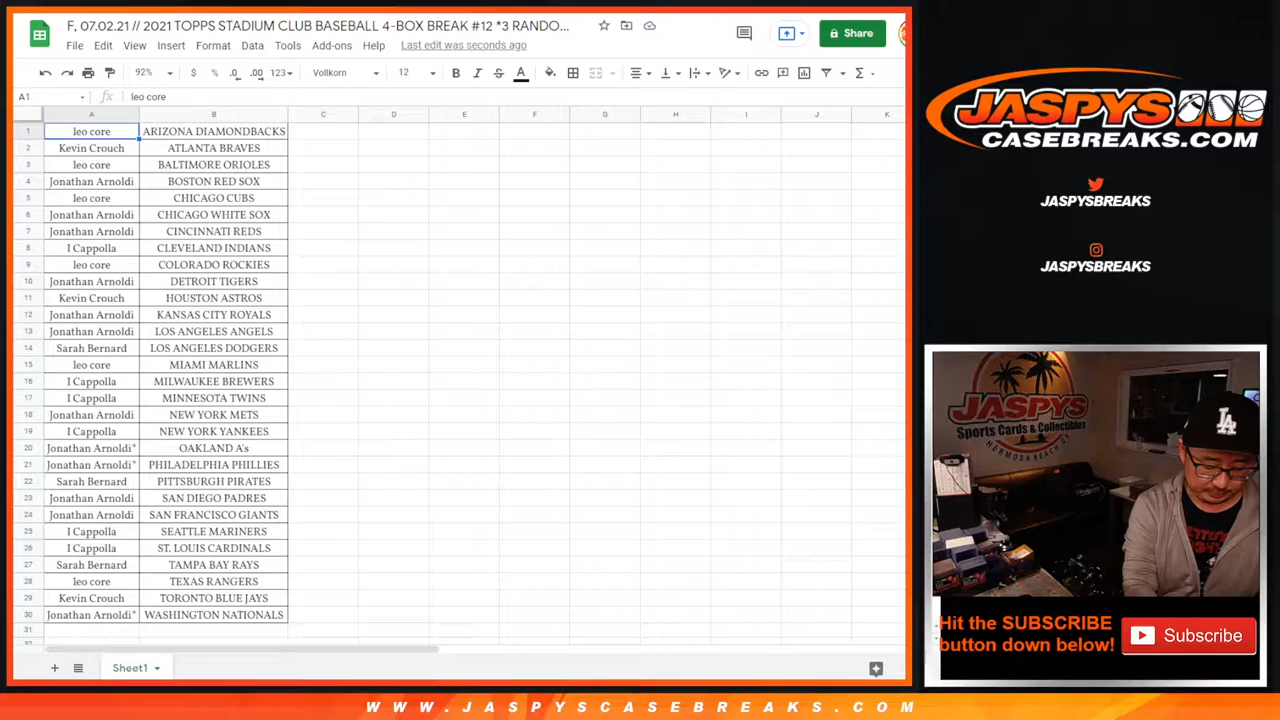 F, 07.02.21 // 2021 TOPPS STADIUM CLUB BASEBALL 4-BOX BREAK #12 *3 RANDO...
File Edit View Insert Format Data Tools Add-ons Help Last edit was seconds ago
Share
92% $ % .0 .00 123 Vollkorn 12 B I S A
A1 fx leo core
A B C D E F G H I J K
1 leo core ARIZONA DIAMONDBACKS
2 Kevin Crouch ATLANTA BRAVES
3 leo core BALTIMORE ORIOLES
4 Jonathan Arnoldi BOSTON RED SOX
5 leo core CHICAGO CUBS
6 Jonathan Arnoldi CHICAGO WHITE SOX
7 Jonathan Arnoldi CINCINNATI REDS
8 I Cappolla CLEVELAND INDIANS
9 leo core COLORADO ROCKIES
10 Jonathan Arnoldi DETROIT TIGERS
11 Kevin Crouch HOUSTON ASTROS
12 Jonathan Arnoldi KANSAS CITY ROYALS
13 Jonathan Arnoldi LOS ANGELES ANGELS
14 Sarah Bernard LOS ANGELES DODGERS
15 leo core MIAMI MARLINS
16 I Cappolla MILWAUKEE BREWERS
17 I Cappolla MINNESOTA TWINS
18 Jonathan Arnoldi NEW YORK METS
19 I Cappolla NEW YORK YANKEES
20 Jonathan Arnoldi* OAKLAND A's
21 Jonathan Arnoldi* PHILADELPHIA PHILLIES
22 Sarah Bernard PITTSBURGH PIRATES
23 Jonathan Arnoldi SAN DIEGO PADRES
24 Jonathan Arnoldi SAN FRANCISCO GIANTS
25 I Cappolla SEATTLE MARINERS
26 I Cappolla ST. LOUIS CARDINALS
27 Sarah Bernard TAMPA BAY RAYS
28 leo core TEXAS RANGERS
29 Kevin Crouch TORONTO BLUE JAYS
30 Jonathan Arnoldi* WASHINGTON NATIONALS
31
32
Sheet1
JASPYS
CASEBREAKS.COM
JASPYSBREAKS
JASPYSBREAKS
JASPYS
Sports Cards & Collectibles
HERMOSA BEACH, CA
LA
Hit the SUBSCRIBE
button down below!
Subscribe
WWW.JASPYSCASEBREAKS.COM